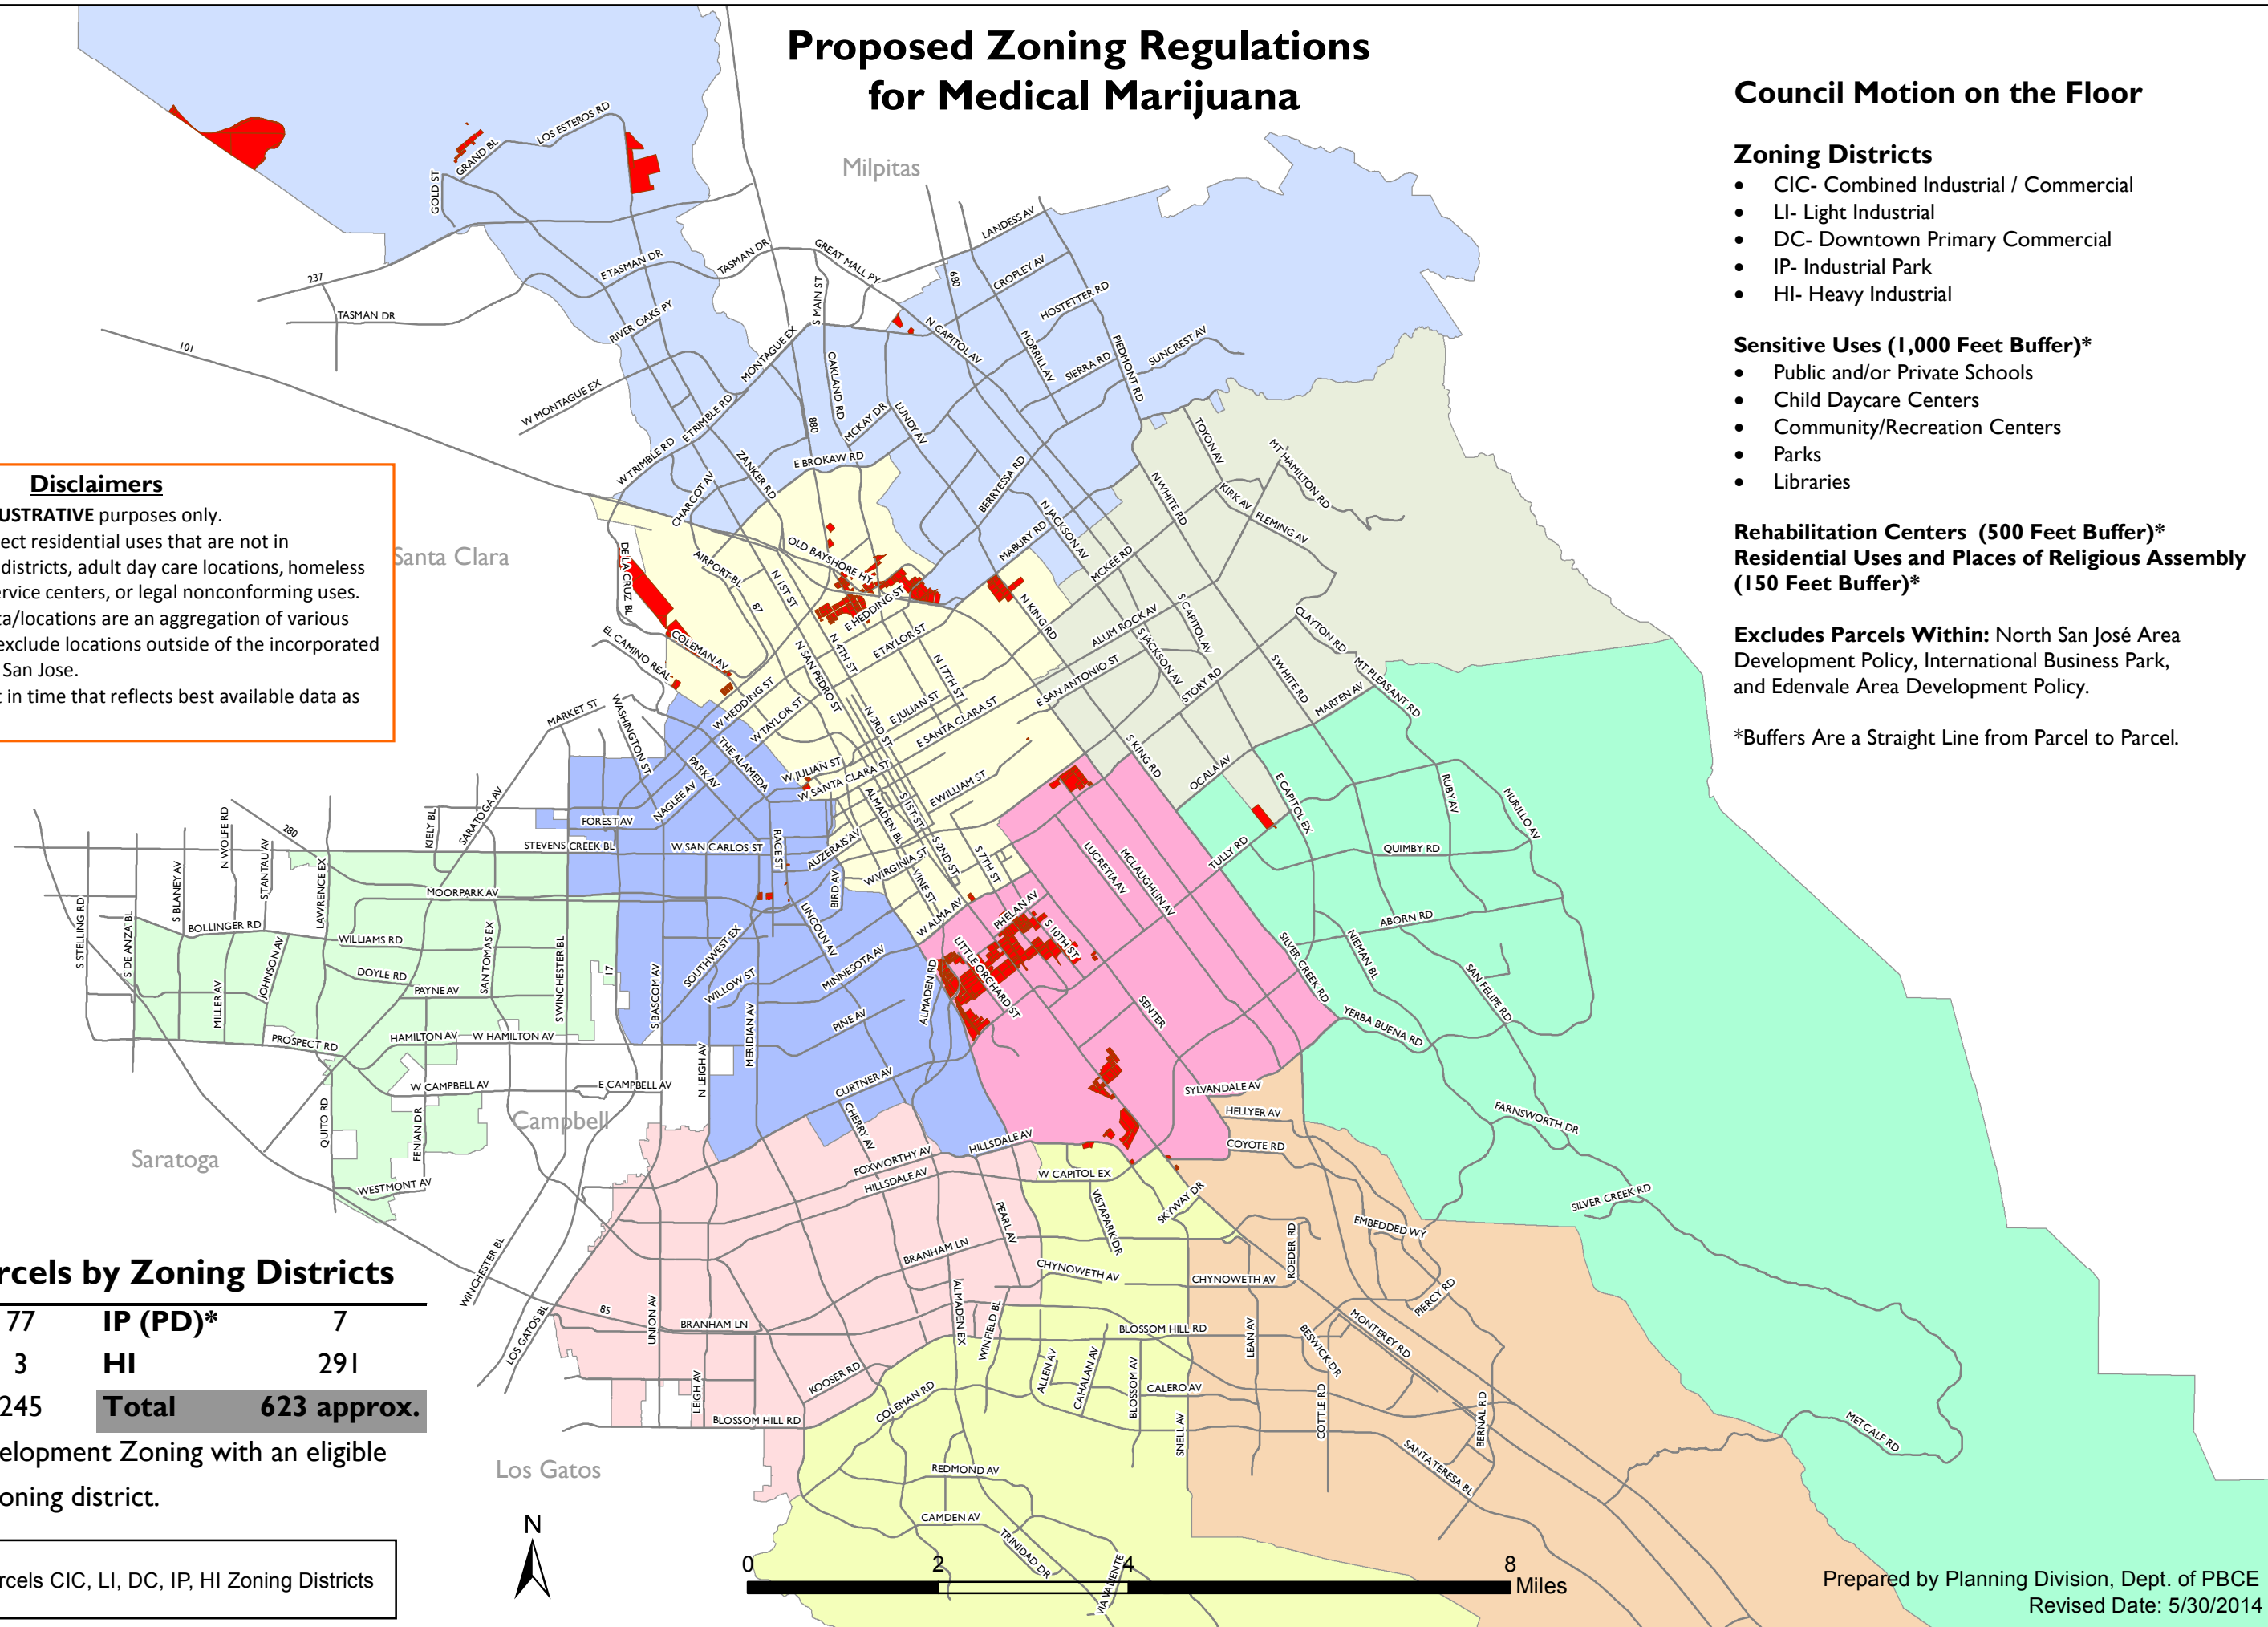 Proposed Zoning Regulations
for Medical Marijuana
Council Motion on the Floor
Zoning Districts
• CIC- Combined Industrial / Commercial
• LI- Light Industrial
• DC- Downtown Primary Commercial
• IP- Industrial Park
• HI- Heavy Industrial
Sensitive Uses (1,000 Feet Buffer)*
• Public and/or Private Schools
• Child Daycare Centers
• Community/Recreation Centers
• Parks
• Libraries
Rehabilitation Centers (500 Feet Buffer)*
Residential Uses and Places of Religious Assembly
(150 Feet Buffer)*
Excludes Parcels Within: North San José Area
Development Policy, International Business Park,
and Edenvale Area Development Policy.
*Buffers Are a Straight Line from Parcel to Parcel.
Disclaimers
USTRATIVE purposes only.
ect residential uses that are not in
districts, adult day care locations, homeless
ervice centers, or legal nonconforming uses.
ta/locations are an aggregation of various
exclude locations outside of the incorporated
San Jose.
t in time that reflects best available data as
Milpitas
Santa Clara
Campbell
Saratoga
Los Gatos
LOS ESTEROS RD
GRAND BL
GOLD ST
237
TASMAN DR
101
E TASMAN DR
TASMAN DR
GREAT MALL PY
S MAIN ST
LANDESS AV
680
CROPLEY AV
HOSTETTER RD
N CAPITOL AV
MORRILL AV
SIERRA RD
PIEDMONT RD
SUNCREST AV
RIVER OAKS PY
MONTAGUE EX
W MONTAGUE EX
OAKLAND RD
880
MCKAY DR
LUNDY AV
E TRIMBLE RD
W TRIMBLE RD
ZANKER RD
CHARCOT AV
E BROKAW RD
BERRYESSA RD
TOYON AV
MT HAMILTON RD
N WHITE RD
KIRK AV
FLEMING AV
N JACKSON AV
MABURY RD
MCKEE RD
DE LA CRUZ BL
AIRPORT BL
OLD BAYSHORE HY
N 1ST ST
87
E HEDDING ST
N KING RD
COLEMAN AV
EL CAMINO REAL
E TAYLOR ST
N 4TH ST
N SAN PEDRO ST
N 17TH ST
ALUM ROCK AV
S CAPITOL AV
S JACKSON AV
CLAYTON RD
S WHITE RD
MT PLEASANT RD
MARTEN AV
STORY RD
E SAN ANTONIO ST
MARKET ST
WASHINGTON ST
W HEDDING ST
W TAYLOR ST
N 3RD ST
E JULIAN ST
E SANTA CLARA ST
THE ALAMEDA
PARK AV
NAGLEE AV
W JULIAN ST
W SANTA CLARA ST
S KING RD
OCALA AV
E CAPITOL EX
RUBY AV
MURILLO AV
E WILLIAM ST
S 1ST ST
ALMADEN BL
S 2ND ST
S 7TH ST
LUCRETIA AV
MCLAUGHLIN AV
TULLY RD
QUIMBY RD
ABORN RD
NIEMAN BL
SILVER CREEK RD
SAN FELIPE RD
YERBA BUENA RD
SARATOGA AV
KIELY BL
280
N WOLFE RD
S TANTAU AV
S BLANEY AV
LAWRENCE EX
FOREST AV
STEVENS CREEK BL
W SAN CARLOS ST
RACE ST
AUZERAIS AV
BIRD AV
W VIRGINIA ST
VINE ST
W ALMA AV
PHELAN AV
S 10TH ST
LITTLE ORCHARD ST
MOORPARK AV
S STELLING RD
S DE ANZA BL
BOLLINGER RD
WILLIAMS RD
DOYLE RD
PAYNE AV
MILLER AV
JOHNSON AV
SAN TOMAS EX
S WINCHESTER BL
17
S BASCOM AV
SOUTHWEST EX
LINCOLN AV
WILLOW ST
MINNESOTA AV
MERIDIAN AV
PINE AV
ALMADEN RD
SENTER
PROSPECT RD
HAMILTON AV
W HAMILTON AV
N LEIGH AV
W CAMPBELL AV
E CAMPBELL AV
QUITO RD
FENIAN DR
WESTMONT AV
CURTNER AV
CHERRY AV
FOXWORTHY AV
HILLSDALE AV
HILLSDALE AV
SYLVANDALE AV
HELLYER AV
COYOTE RD
FARNSWORTH DR
SILVER CREEK RD
W CAPITOL EX
VISTAPARK DR
SKYWAY DR
PEARL AV
BRANHAM LN
CHYNOWETH AV
CHYNOWETH AV
ROEDER RD
EMBEDDED WY
PIERCY RD
MONTEREY RD
WINCHESTER BL
LOS GATOS BL
85
UNION AV
BRANHAM LN
ALMADEN EX
WINFIELD BL
BLOSSOM HILL RD
LEAN AV
BESWICK DR
LEIGH AV
KOOSER RD
COLEMAN RD
ALLEN AV
CAHALAN AV
BLOSSOM AV
CALERO AV
SNELL AV
COTTLE RD
BERNAL RD
METCALF RD
SANTA TERESA BL
BLOSSOM HILL RD
REDMOND AV
CAMDEN AV
TRINIDAD DR
VIA VALIENTE
rcels by Zoning Districts
77 IP (PD)* 7
3 HI 291
245 Total 623 approx.
elopment Zoning with an eligible
oning district.
rcels CIC, LI, DC, IP, HI Zoning Districts
N
0 2 4 8
Miles
Prepared by Planning Division, Dept. of PBCE
Revised Date: 5/30/2014